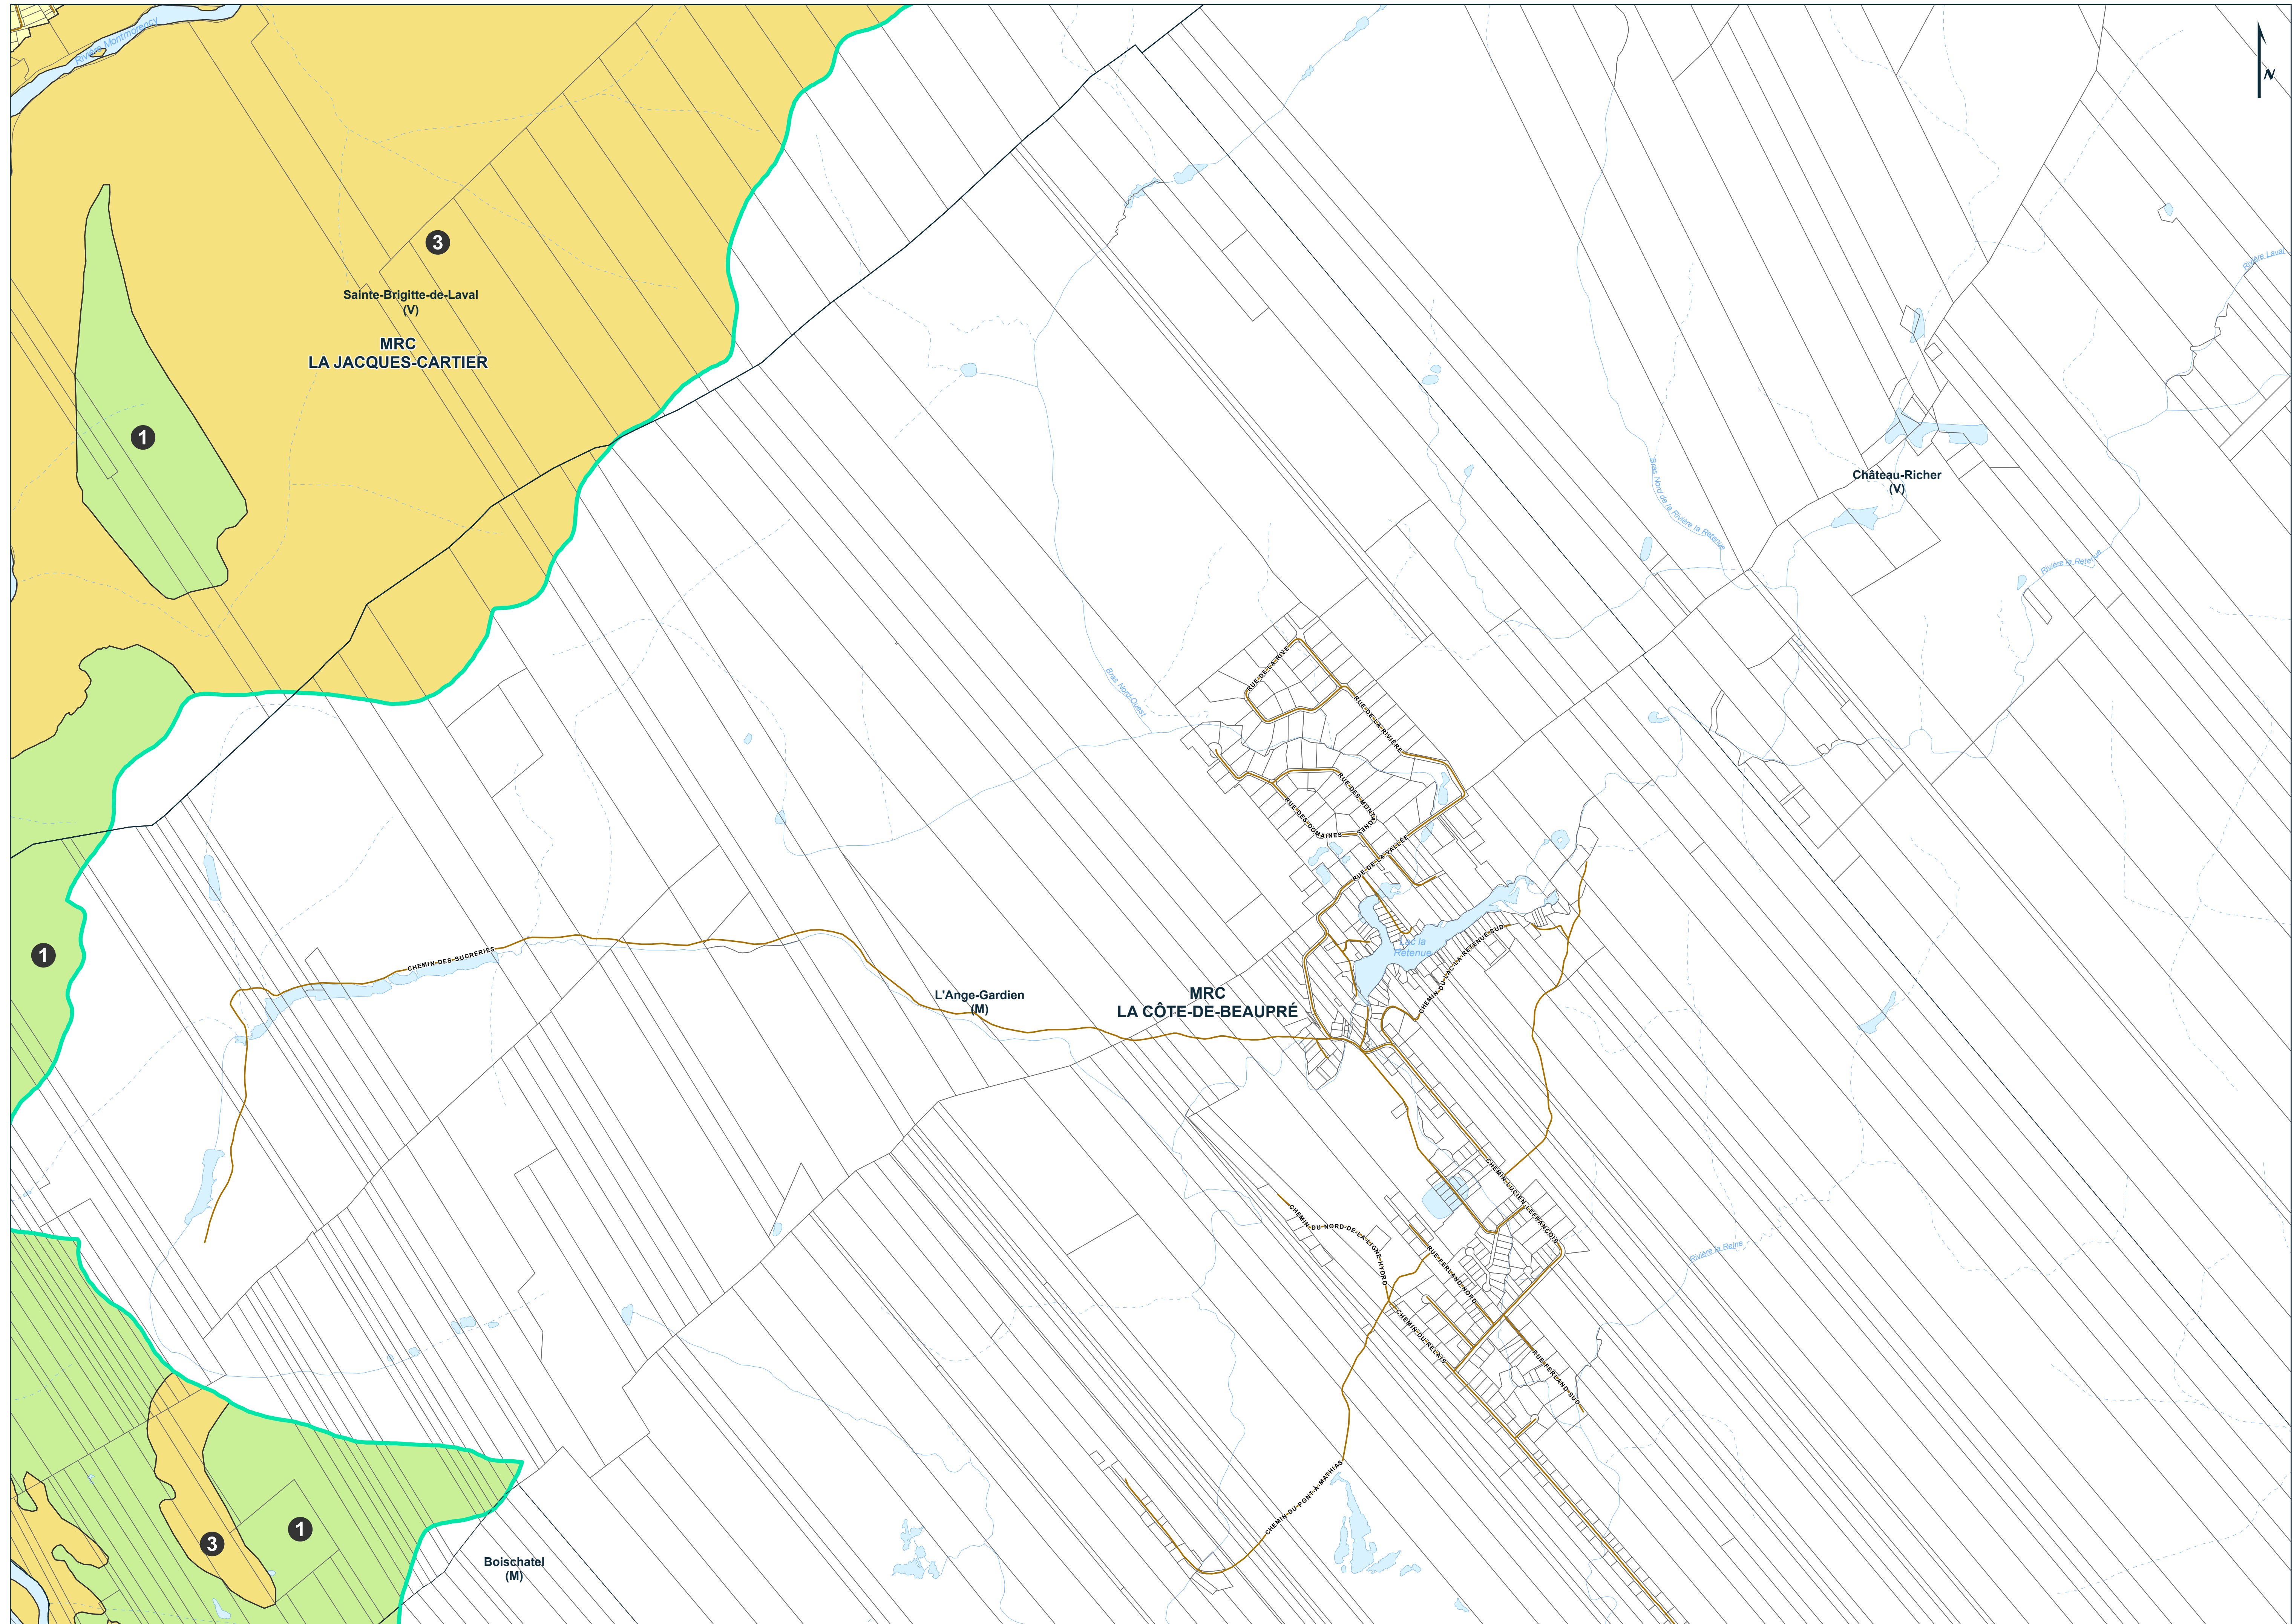 Rivière Montmorency
N
3
Sainte-Brigitte-de-Laval
(V)
MRC
LA JACQUES-CARTIER
1
Rivière Laval
Château-Richer
(V)
Bras Nord de la Rivière la Retenue
Rivière la Retenue
Bras Nord-Ouest
RUE-DE-LA-RIVE
RUE-DE-LA-RIVIÈRE
RUE-DES-MONTAGNES
RUE-DES-DOMAINES
RUE-DE-LA-VALLÉE
1
CHEMIN-DES-SUCRERIES
Lac la
Retenue
CHEMIN-DU-LAC-LA-RETENUE-SUD
L'Ange-Gardien
(M)
MRC
LA CÔTE-DE-BEAUPRÉ
CHEMIN-LUCIEN-LEFRANÇOIS
CHEMIN-DU-NORD-DE-LA-LIGNE-HYDRO
RUE-FERLAND-NORD
Rivière la Reine
CHEMIN-DU-RELAIS
RUE-FERLAND-SUD
CHEMIN-DU-PONT-À-MATHIAS
3
1
Boischatel
(M)